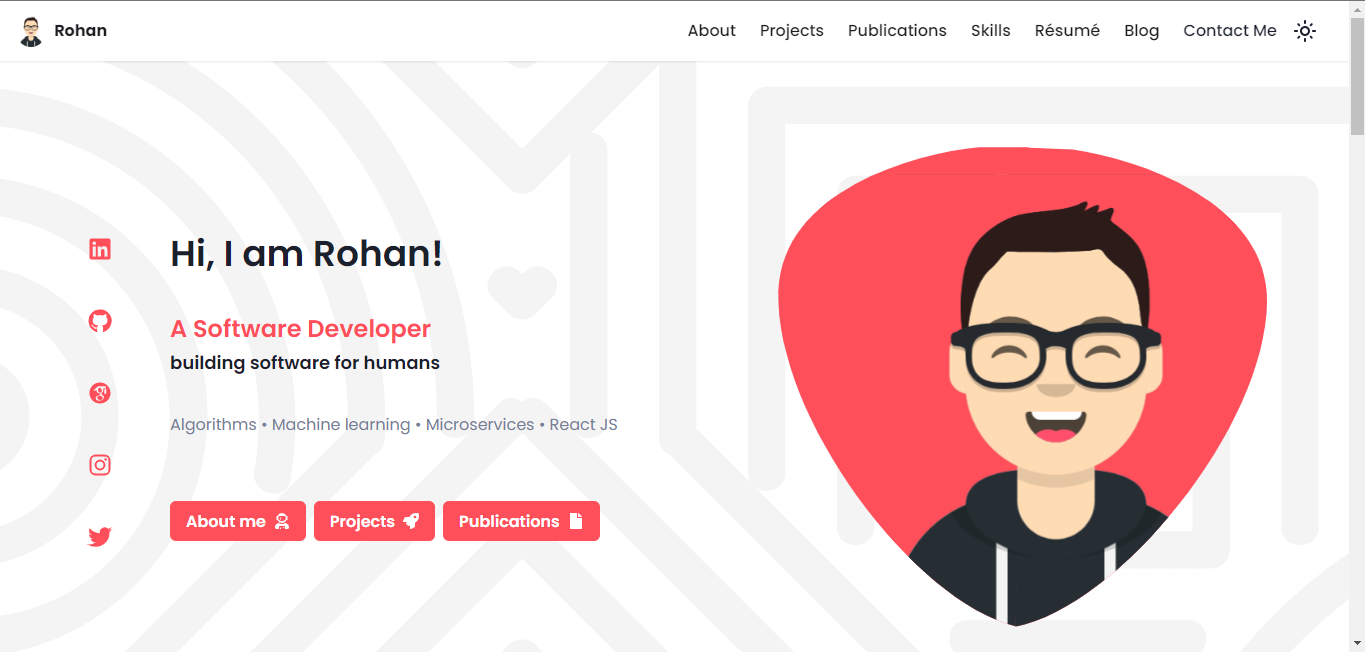 Rohan
About Projects Publications Skills Résumé Blog Contact Me
Hi, I am Rohan!
A Software Developer
building software for humans
Algorithms • Machine learning • Microservices • React JS
About me Projects Publications